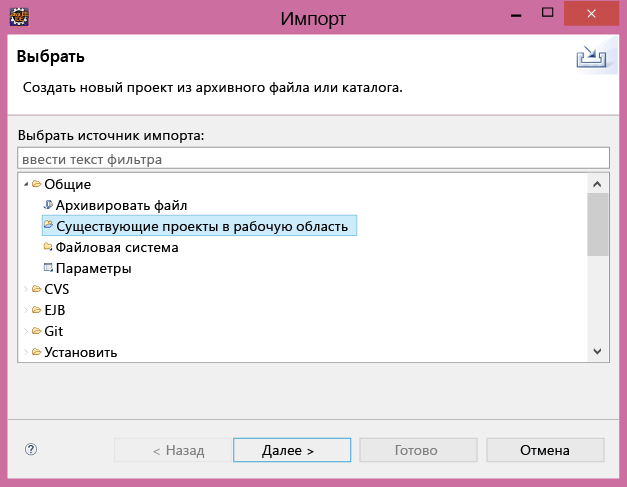 Импорт
Выбрать
Создать новый проект из архивного файла или каталога.
Выбрать источник импорта:
ввести текст фильтра
Общие
Архивировать файл
Существующие проекты в рабочую область
Файловая система
Параметры
CVS
EJB
Git
Установить
< Назад Далее > Готово Отмена